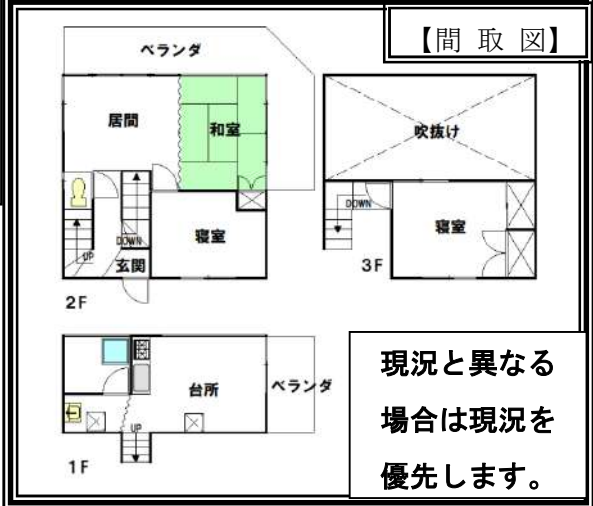 【間 取 図】
ベランダ
居間
和室
吹抜け
UP
DOWN
玄関
寝室
DOWN
寝室
2F
3F
台所
ベランダ
UP
1F
現況と異なる
場合は現況を
優先します。